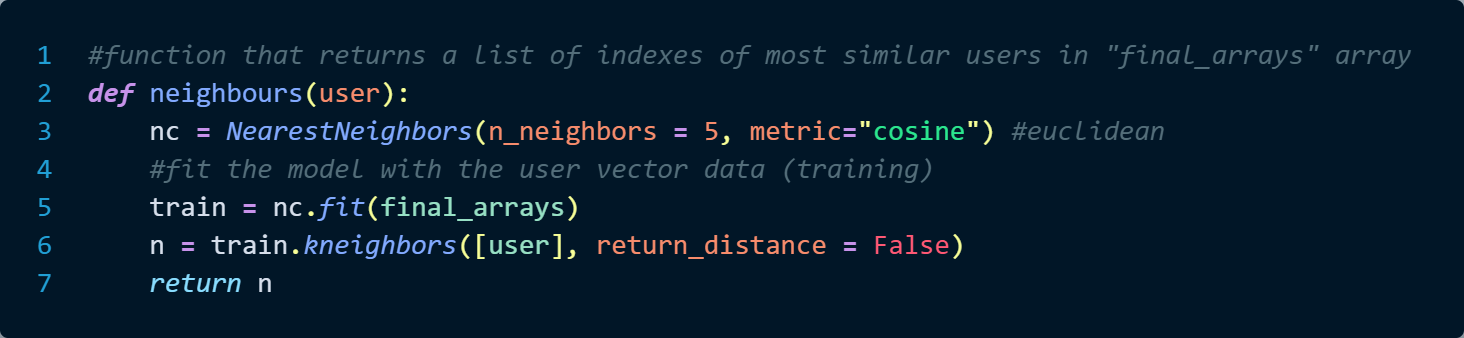 1 #function that returns a list of indexes of most similar users in "final_arrays" array
2 def neighbours(user):
3     nc = NearestNeighbors(n_neighbors = 5, metric="cosine") #euclidean
4     #fit the model with the user vector data (training)
5     train = nc.fit(final_arrays)
6     n = train.kneighbors([user], return_distance = False)
7     return n